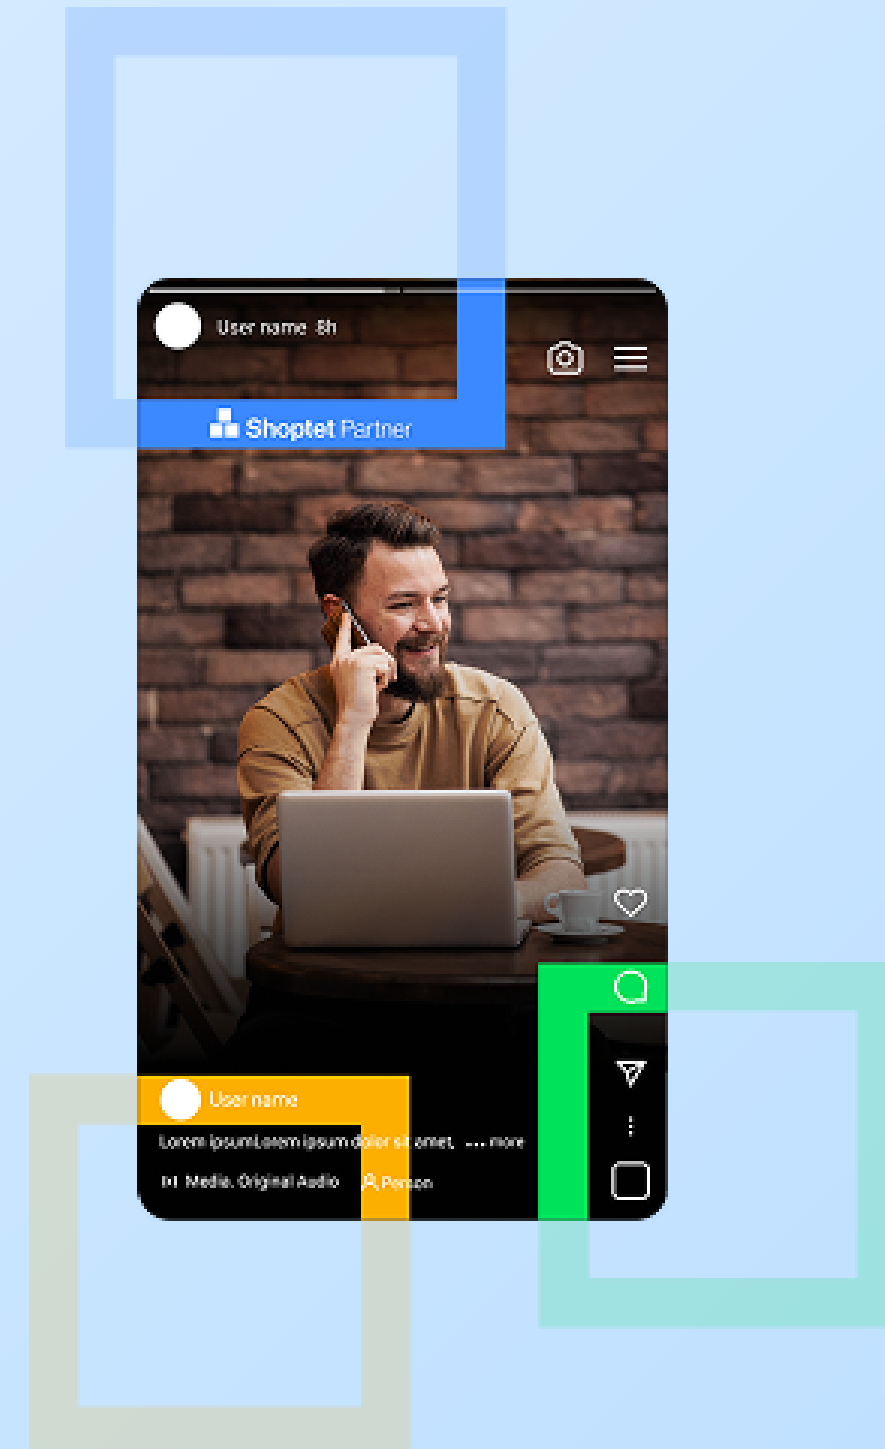 User name 8h
Shoptet Partner
User name
Lorem ipsumLorem ipsum dolor sit amet, ... more
Media. Original Audio Person